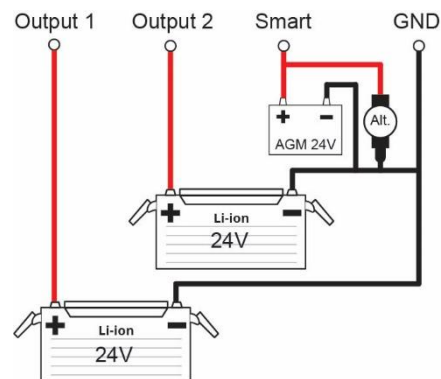 Output 1 Output 2 Smart GND
+ − Alt.
AGM 24V
+ Li-ion −
24V
+ Li-ion −
24V